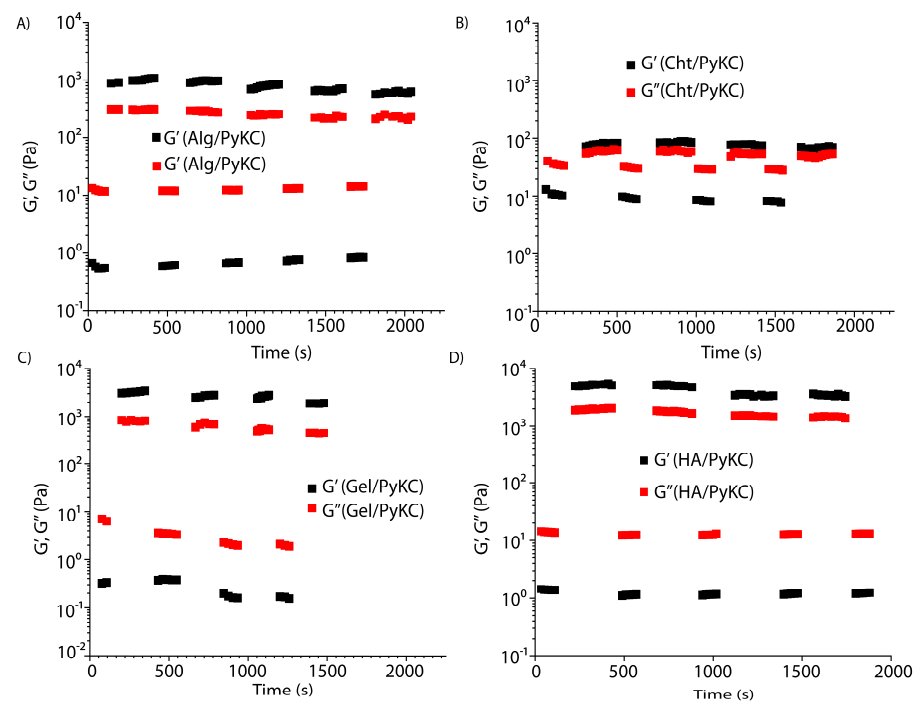 A)
10⁴
10³
10²
10¹
10⁰
10⁻¹
G′, G″ (Pa)
G′ (Alg/PyKC)
G′ (Alg/PyKC)
0 500 1000 1500 2000
Time (s)
B)
10⁴
10³
10²
10¹
10⁰
10⁻¹
G′, G″ (Pa)
G′ (Cht/PyKC)
G″ (Cht/PyKC)
0 500 1000 1500 2000
Time (s)
C)
10⁴
10³
10²
10¹
10⁰
10⁻¹
10⁻²
G′, G″ (Pa)
G′ (Gel/PyKC)
G″ (Gel/PyKC)
0 500 1000 1500 2000
Time (s)
D)
10⁴
10³
10²
10¹
10⁰
10⁻¹
G′, G″ (Pa)
G′ (HA/PyKC)
G″ (HA/PyKC)
0 500 1000 1500 2000
Time (s)